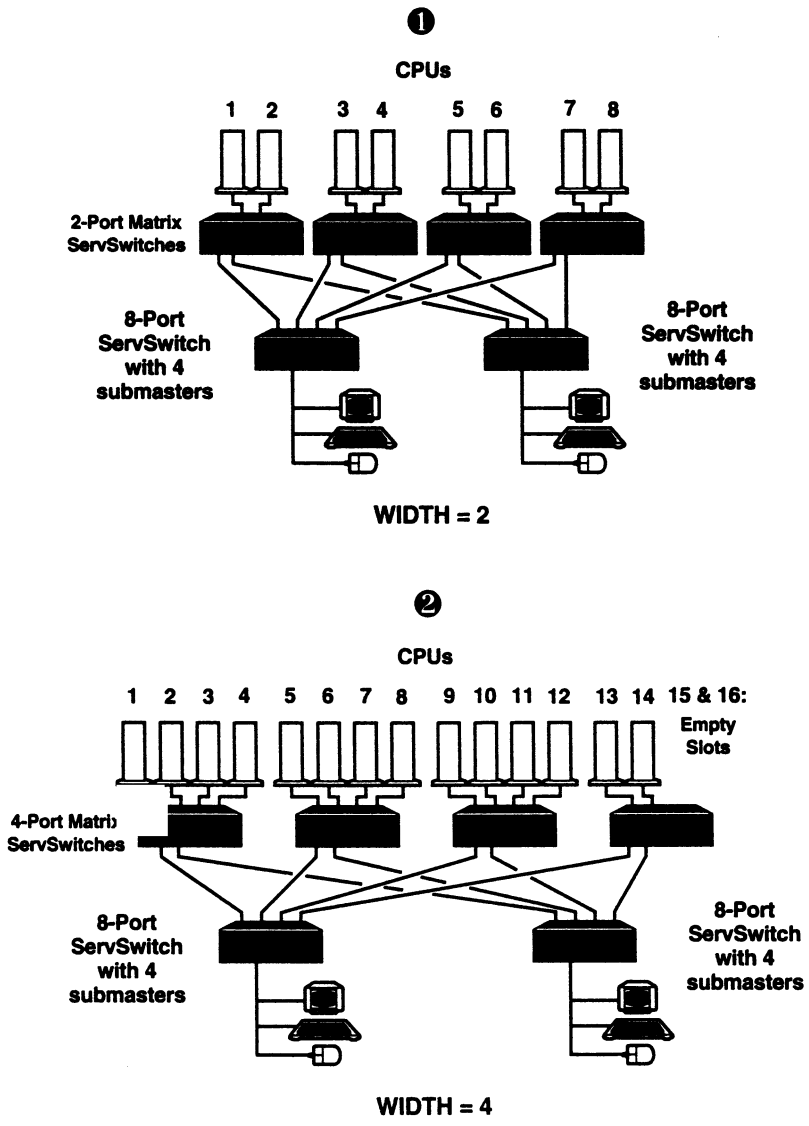 ❶
CPUs
1 2 3 4 5 6 7 8
2-Port Matrix
ServSwitches
8-Port
ServSwitch
with 4
submasters
8-Port
ServSwitch
with 4
submasters
WIDTH = 2
❷
CPUs
1 2 3 4 5 6 7 8 9 10 11 12 13 14 15 & 16:
Empty
Slots
4-Port Matrix
ServSwitches
8-Port
ServSwitch
with 4
submasters
8-Port
ServSwitch
with 4
submasters
WIDTH = 4